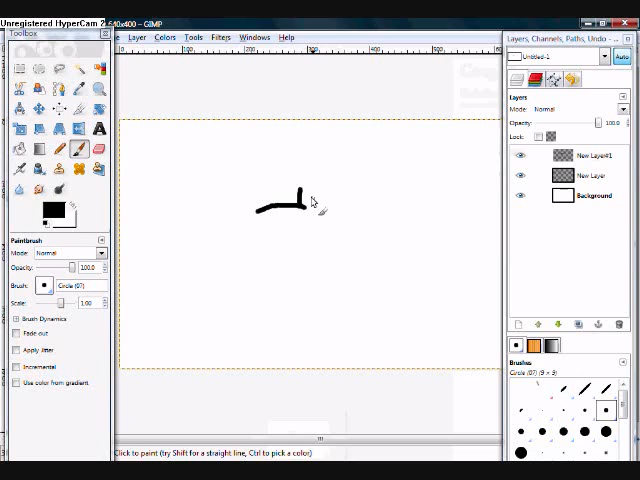 Unregistered HyperCam 2
640x400 – GIMP
Toolbox
Layer Colors Tools Filters Windows Help
Layers, Channels, Paths, Undo -
Untitled-1
Auto
Layers
Mode: Normal
Opacity: 100.0
Lock:
New Layer#1
New Layer
Background
Paintbrush
Mode: Normal
Opacity: 100.0
Brush: Circle (07)
Scale: 1.00
Brush Dynamics
Fade out
Apply Jitter
Incremental
Use color from gradient
Brushes
Circle (07) (9 × 9)
Click to paint (try Shift for a straight line, Ctrl to pick a color)